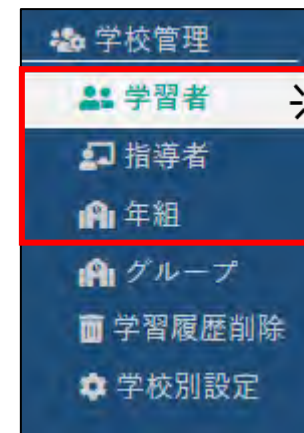 学校管理
学習者
指導者
年組
グループ
学習履歴削除
学校別設定